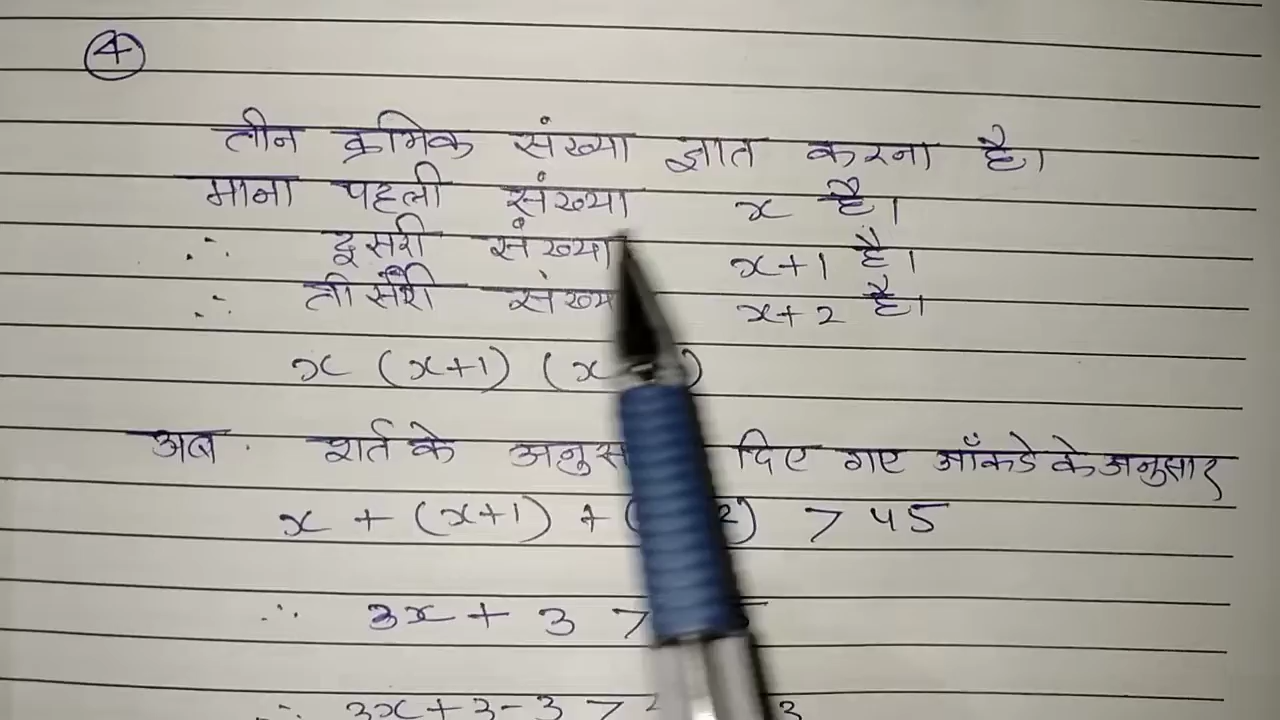 4
तीन क्रमिक संख्या ज्ञात करना है।
माना पहली संख्या x है।
∴ दुसरी संख्या x+1 है।
∴ तीसरी x+2 है।
x (x+1) (x
अब शर्त के दिए गए आँकडे के अनुसार
x + (x+1) + ( 2) > 45
∴ 3x + 3 >
∴ 3x+3-3 > 3